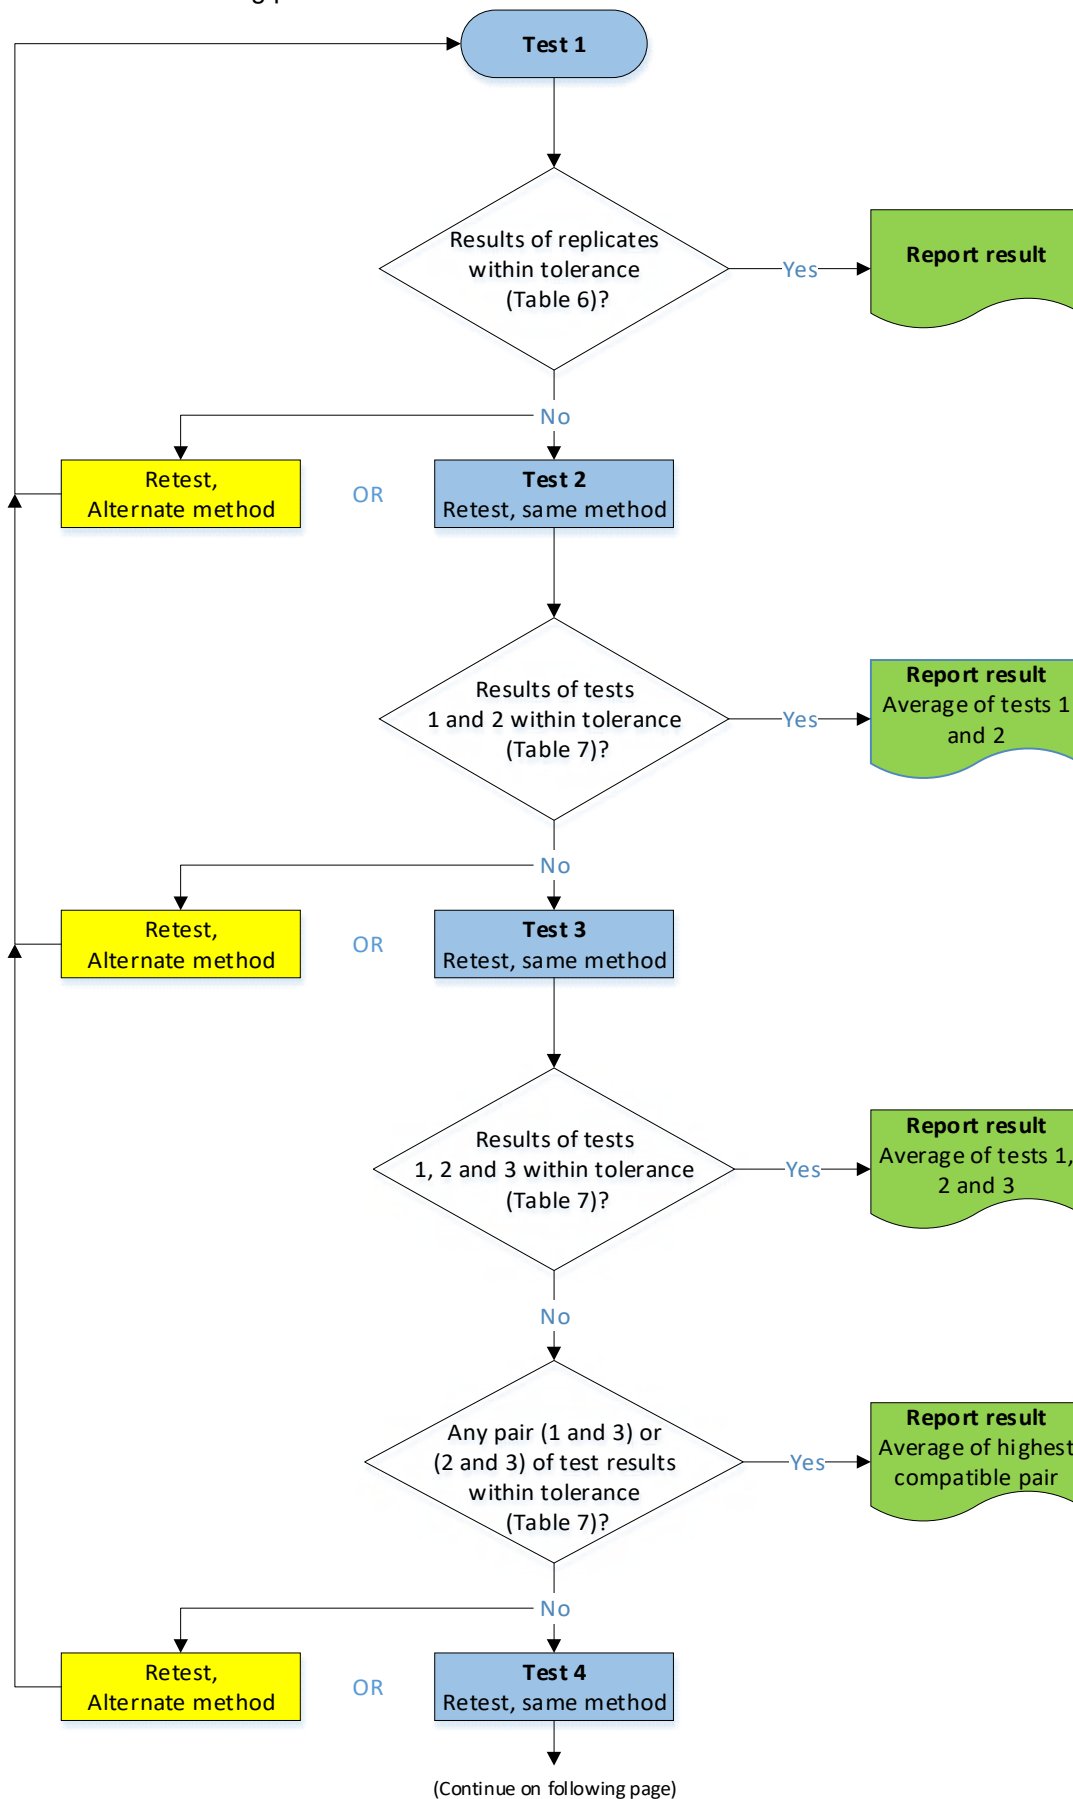 Test 1
Results of replicates
within tolerance
(Table 6)?
Yes
Report result
No
Retest,
Alternate method
OR
Test 2
Retest, same method
Results of tests
1 and 2 within tolerance
(Table 7)?
Yes
Report result
Average of tests 1
and 2
No
Retest,
Alternate method
OR
Test 3
Retest, same method
Results of tests
1, 2 and 3 within tolerance
(Table 7)?
Yes
Report result
Average of tests 1,
2 and 3
No
Any pair (1 and 3) or
(2 and 3) of test results
within tolerance
(Table 7)?
Yes
Report result
Average of highest
compatible pair
No
Retest,
Alternate method
OR
Test 4
Retest, same method
(Continue on following page)